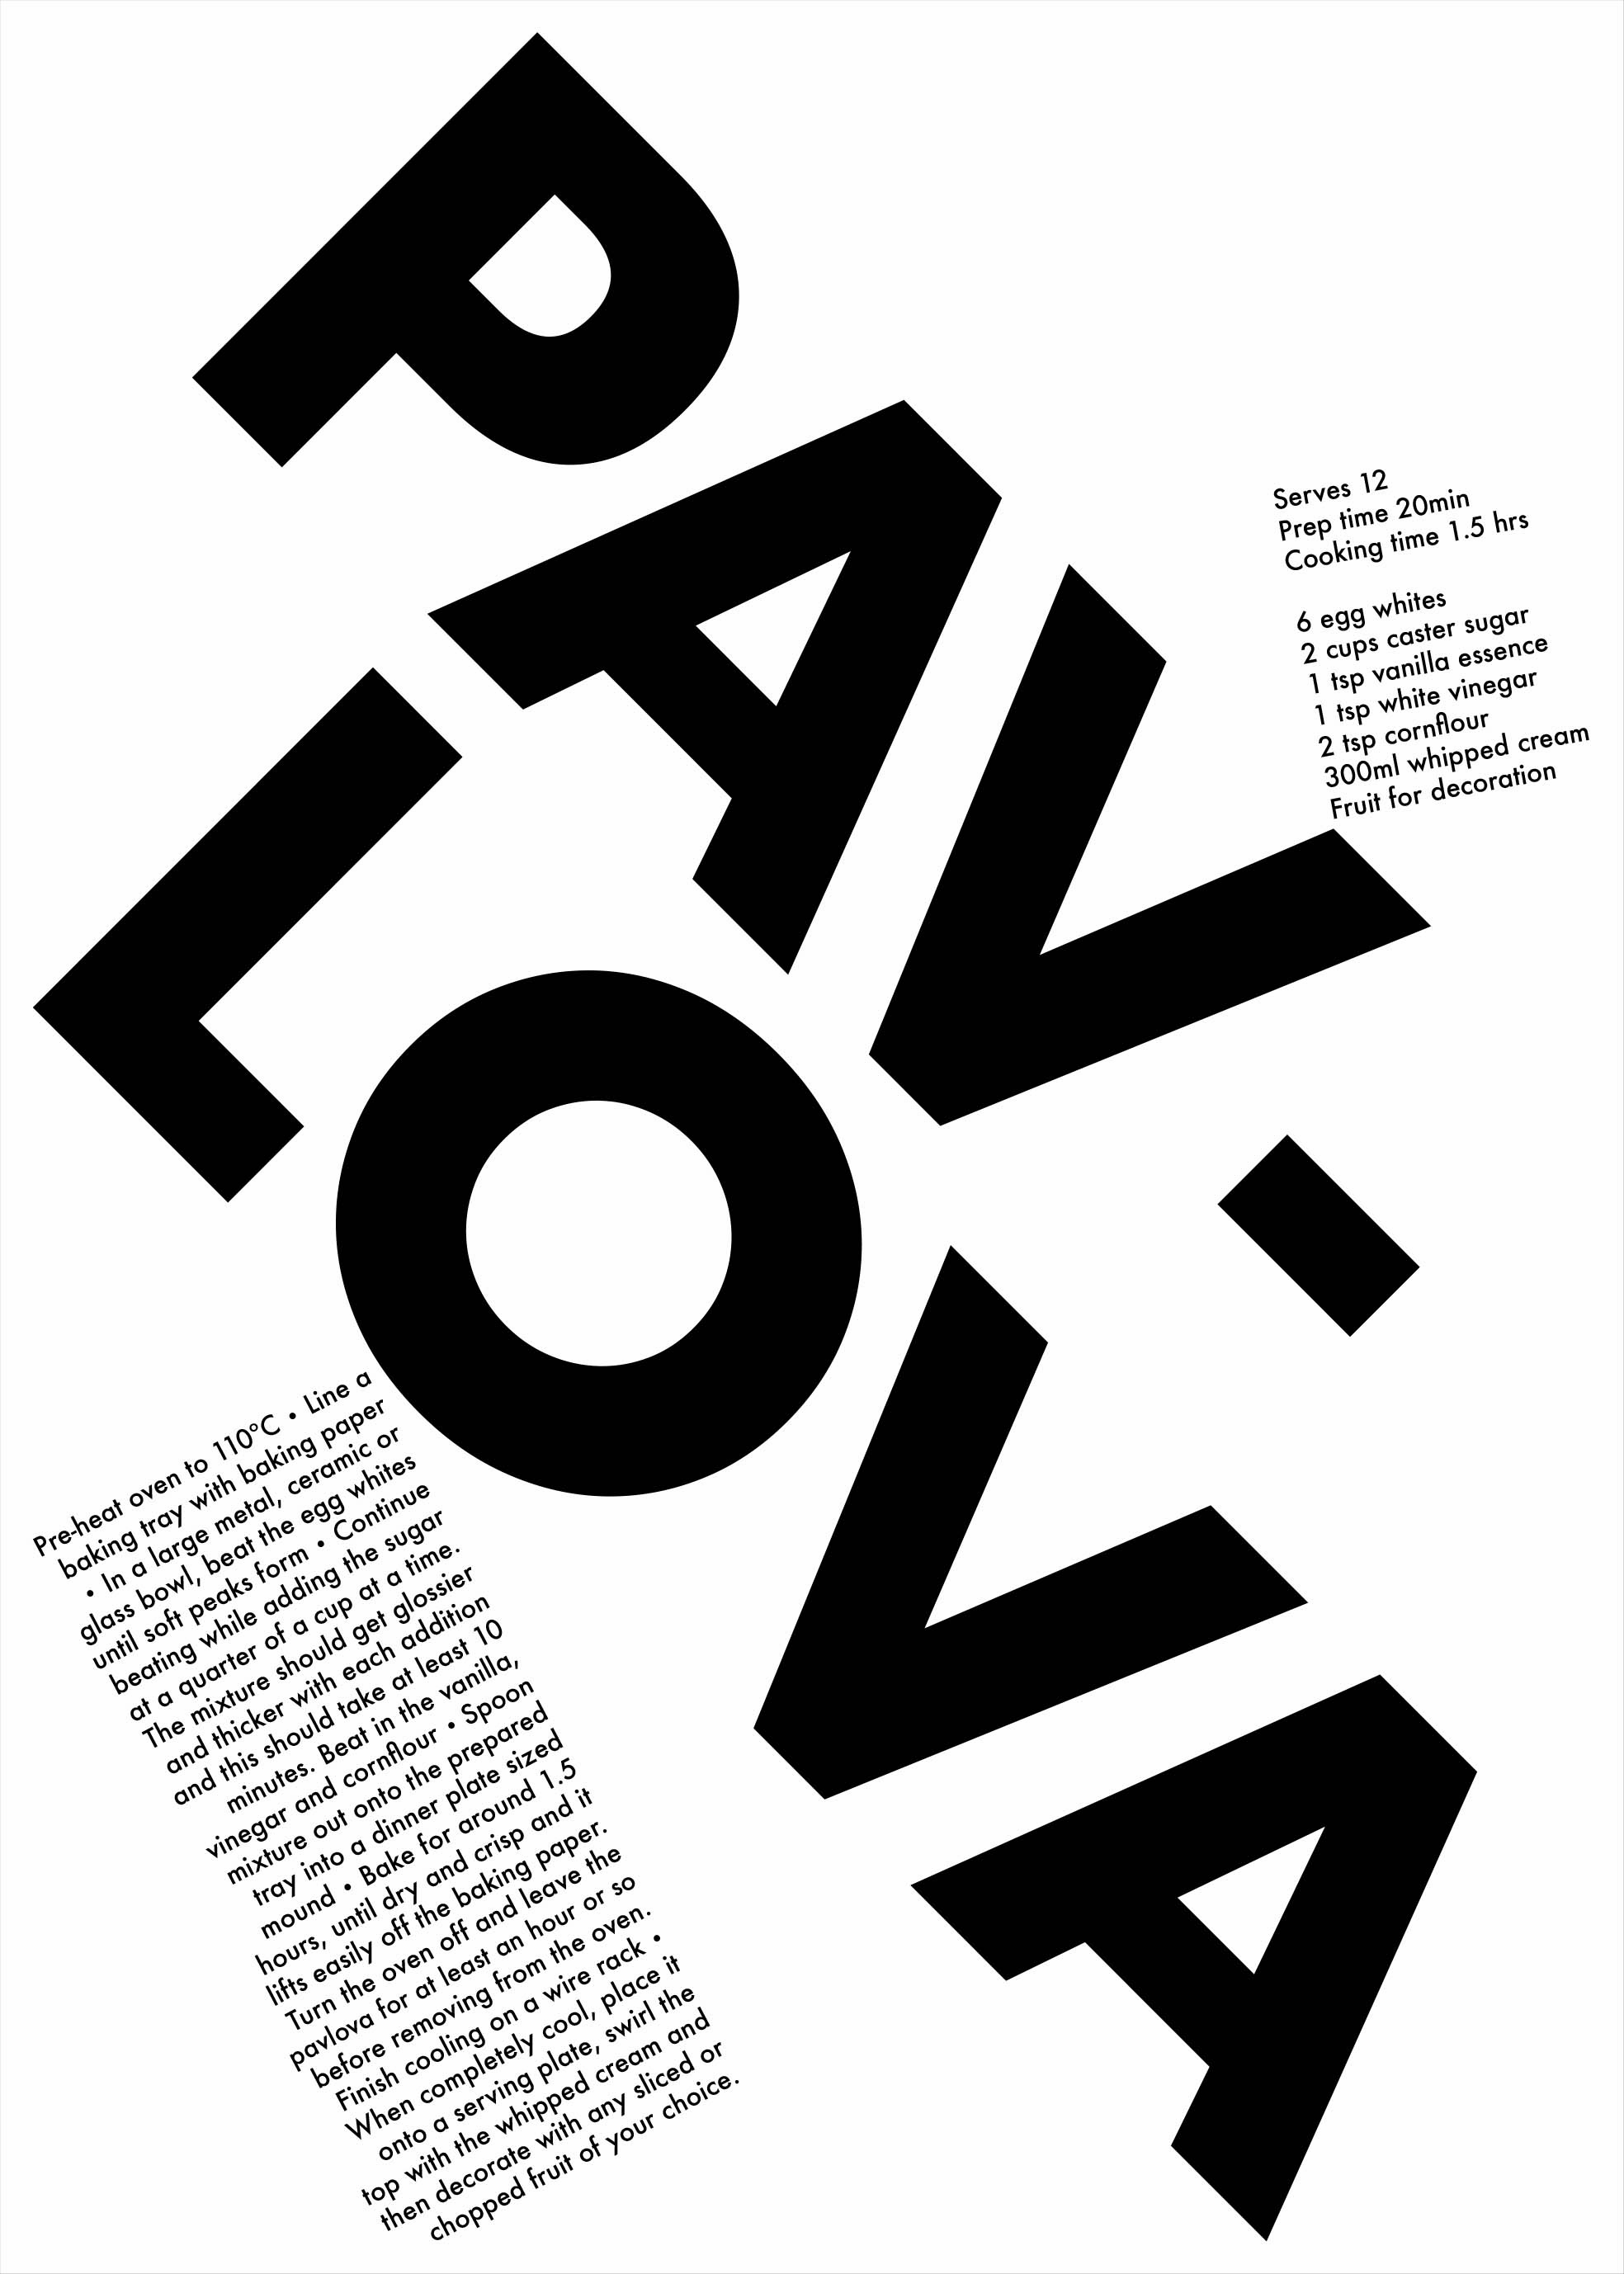 PAV-
LOVA
Serves 12
Prep time 20min
Cooking time 1.5 hrs
6 egg whites
2 cups caster sugar
1 tsp vanilla essence
1 tsp white vinegar
2 tsp cornflour
300ml whipped cream
Fruit for decoration
Pre-heat oven to 110°C • Line a
baking tray with baking paper
• In a large metal, ceramic or
glass bowl, beat the egg whites
until soft peaks form • Continue
beating while adding the sugar
at a quarter of a cup at a time.
The mixture should get glossier
and thicker with each addition
and this should take at least 10
minutes. Beat in the vanilla,
vinegar and cornflour • Spoon
mixture out onto the prepared
tray into a dinner plate sized
mound • Bake for around 1.5
hours, until dry and crisp and it
lifts easily off the baking paper.
Turn the oven off and leave the
pavlova for at least an hour or so
before removing from the oven.
Finish cooling on a wire rack •
When completely cool, place it
onto a serving plate, swirl the
top with the whipped cream and
then decorate with any sliced or
chopped fruit of your choice.